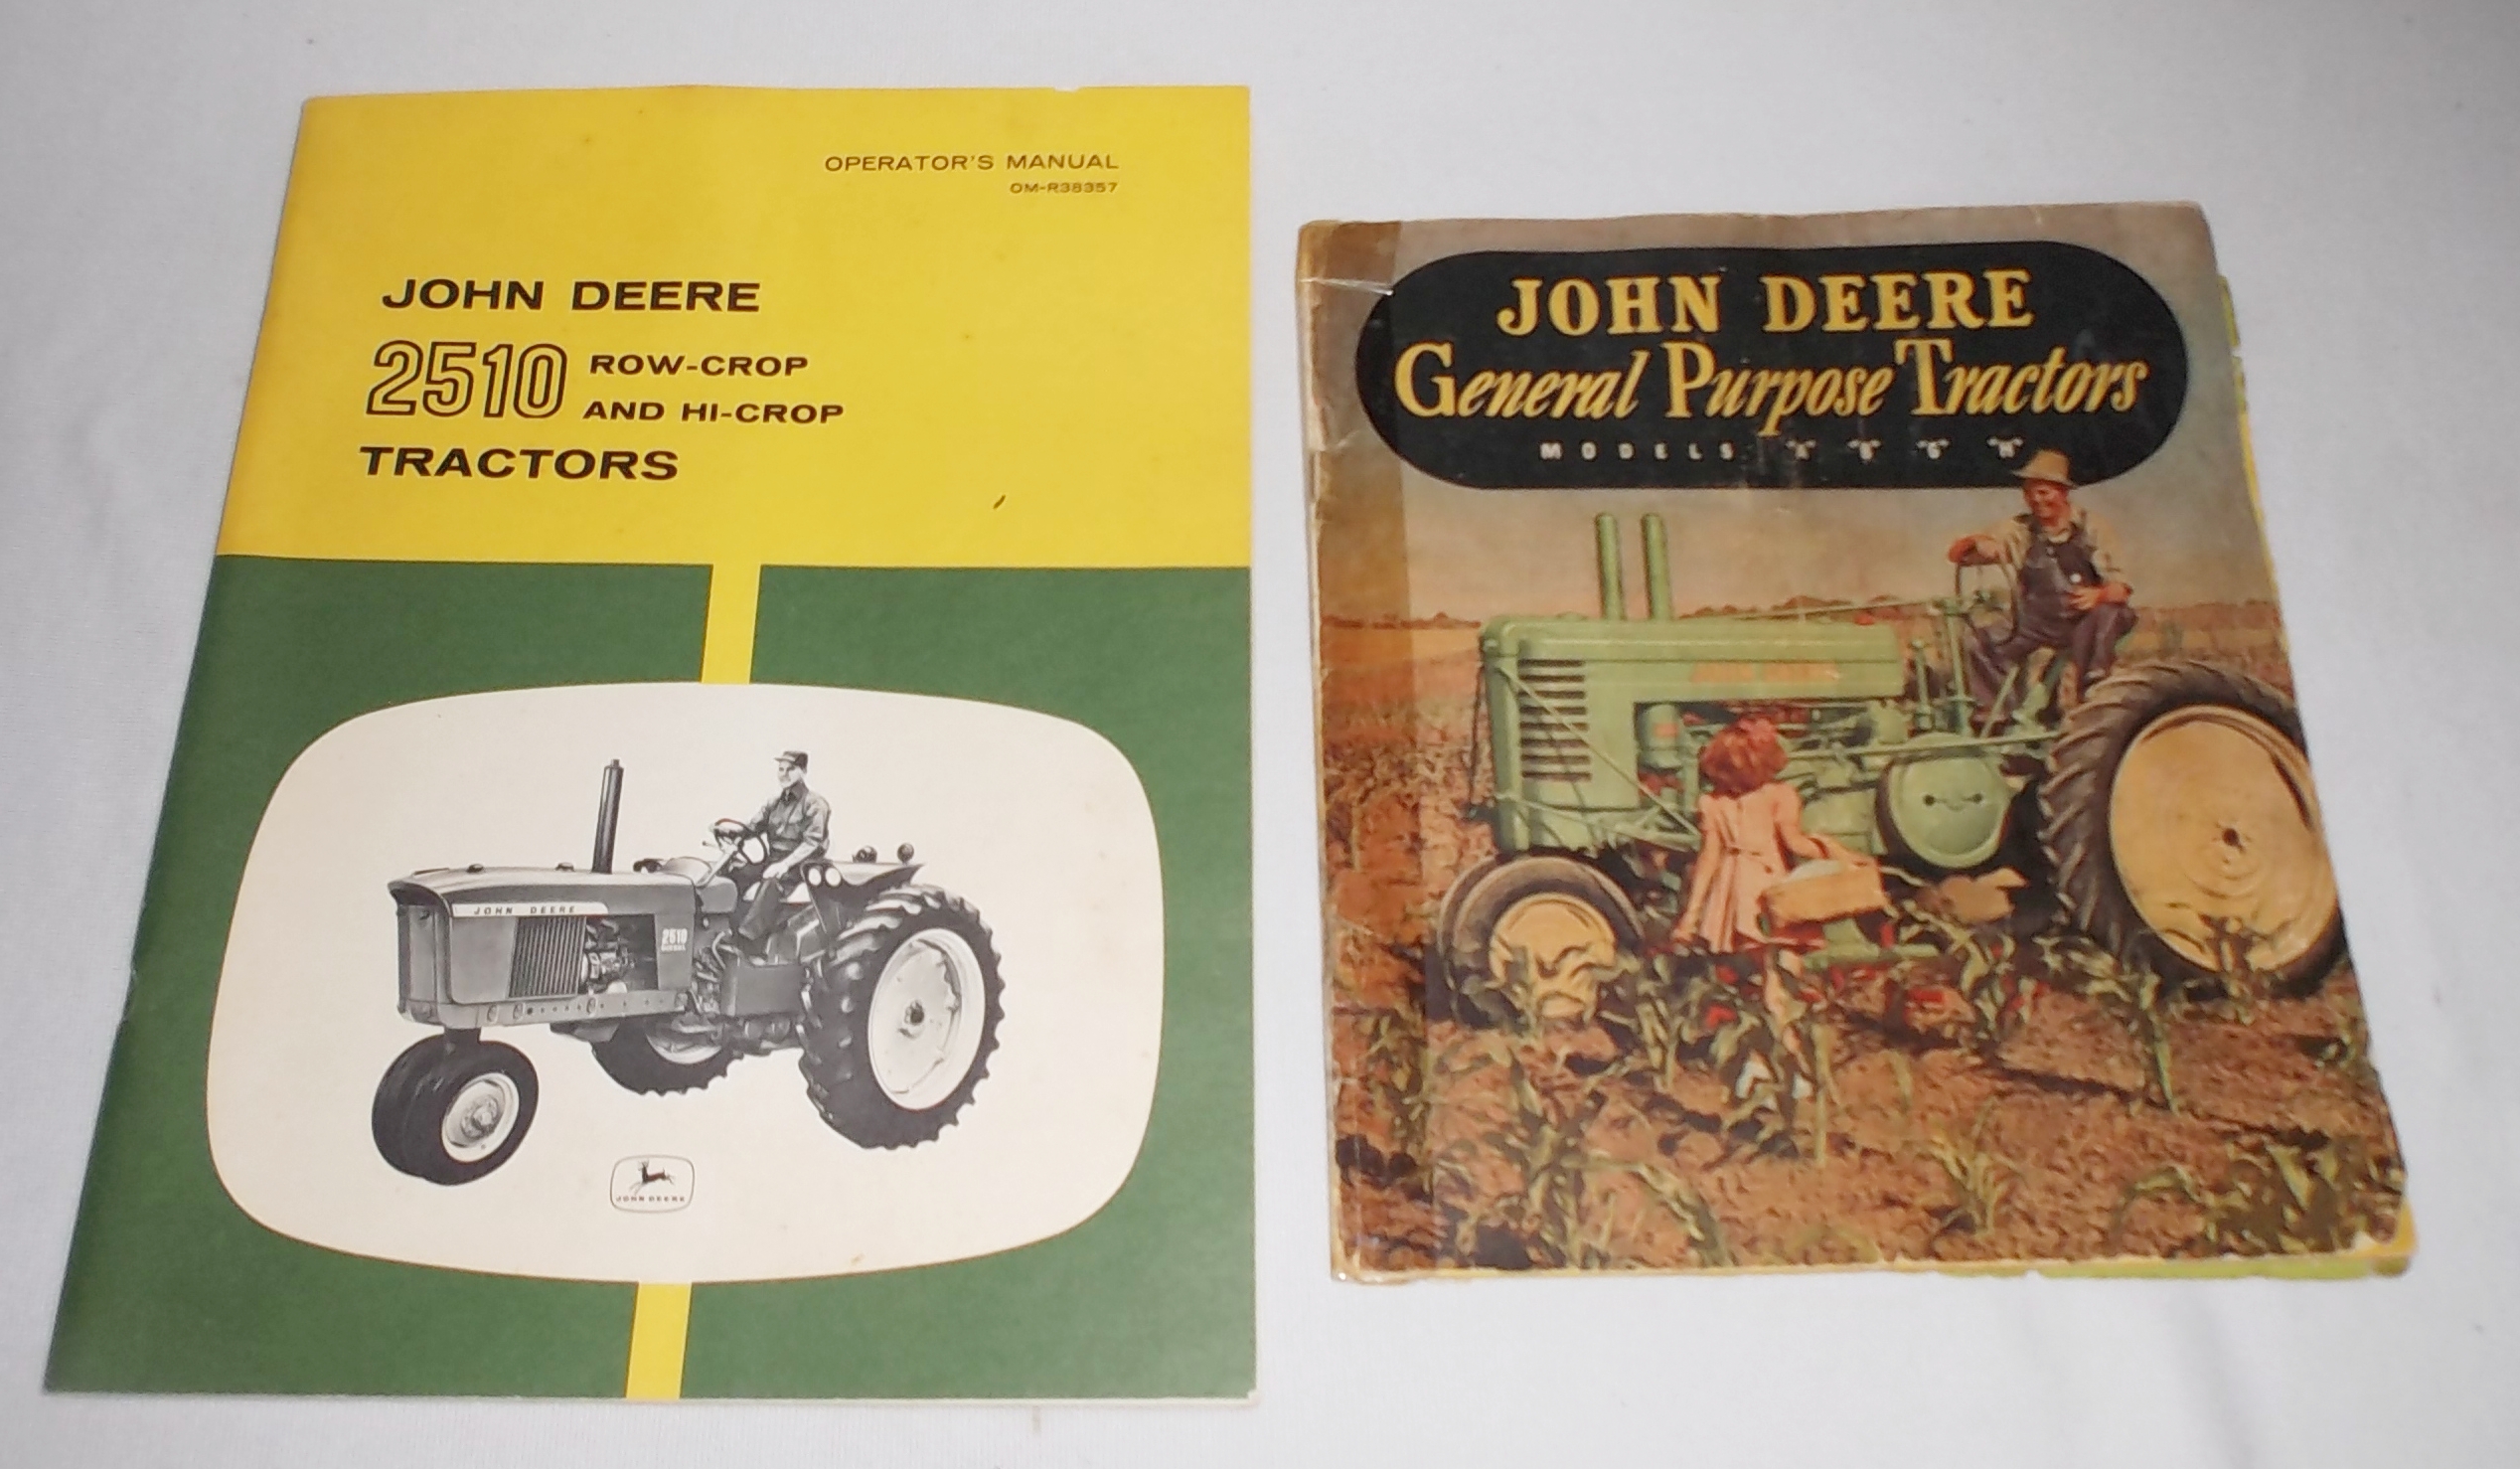 OPERATOR'S MANUAL
OM-R38357
JOHN DEERE
2510 ROW-CROP
AND HI-CROP
TRACTORS
JOHN DEERE
2510
JOHN DEERE
JOHN DEERE
General Purpose Tractors
MODELS "A" "B" "G" "H"